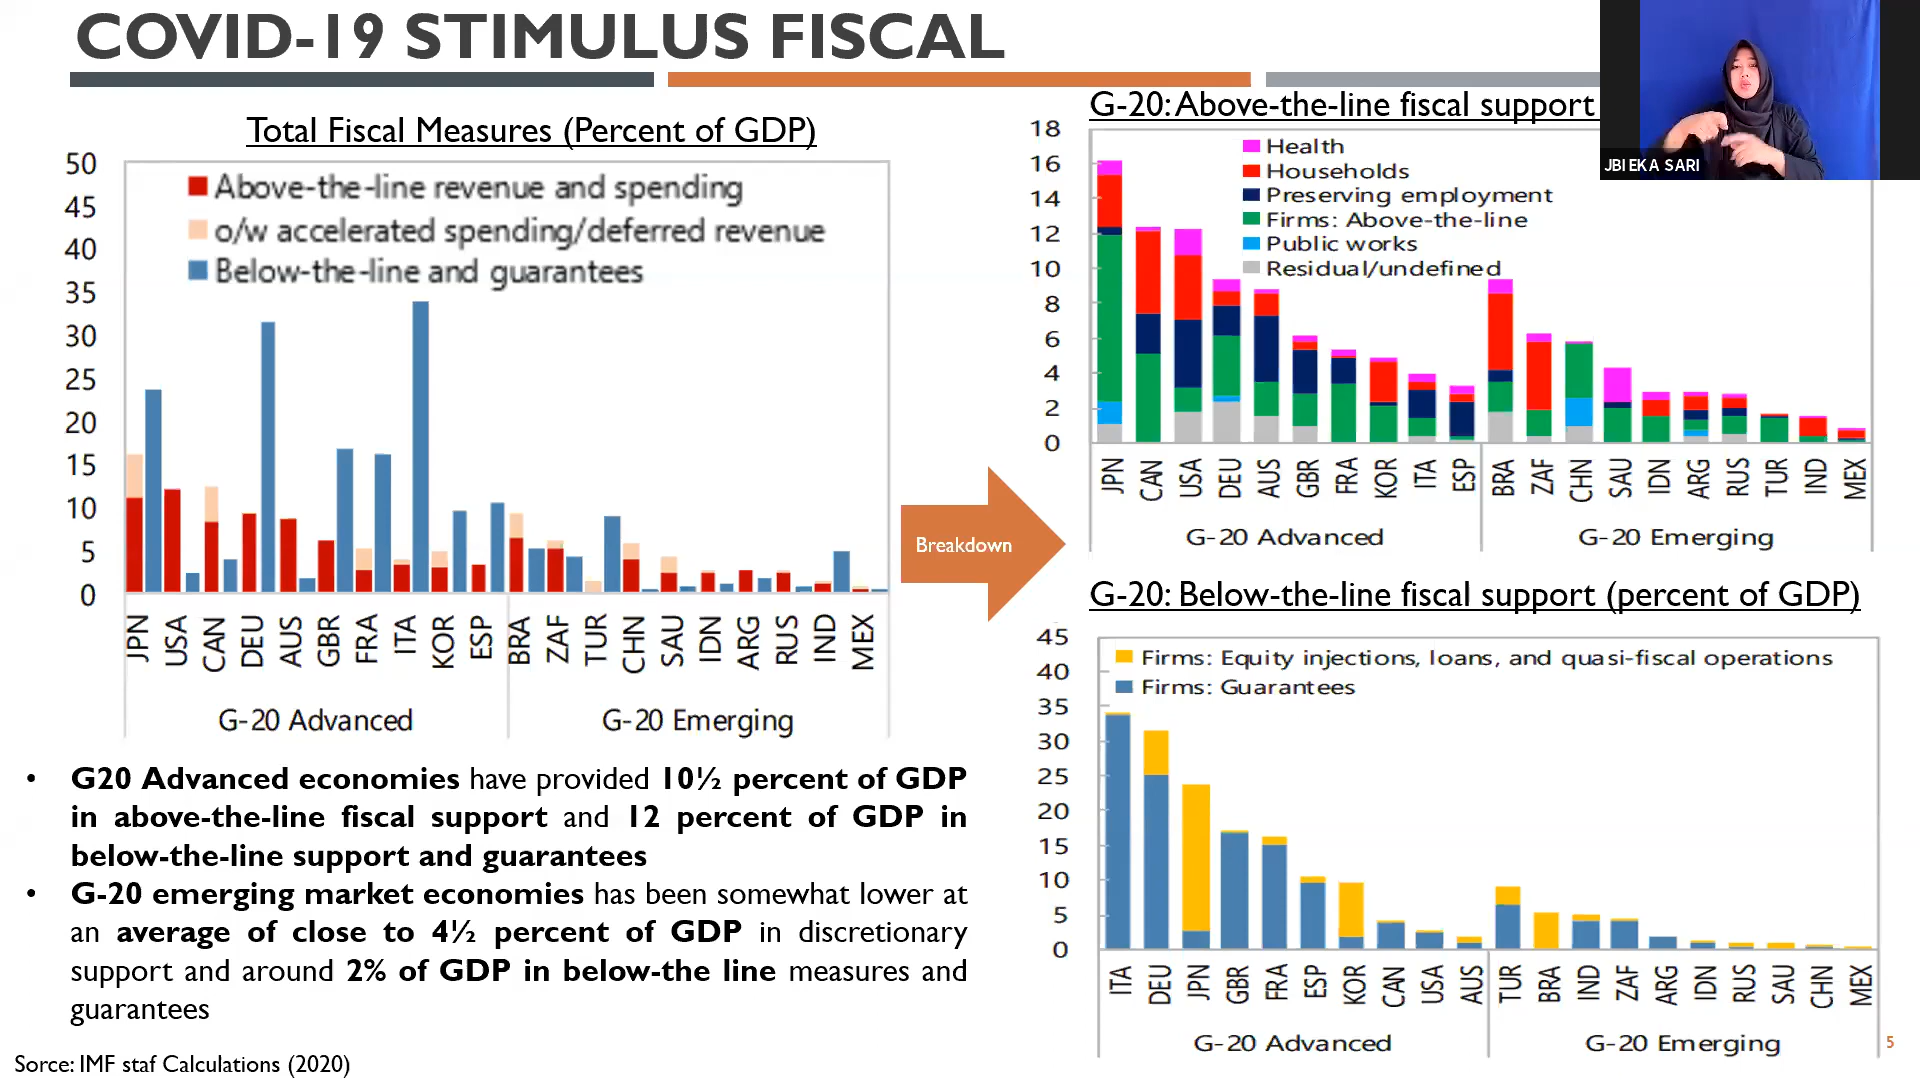 COVID-19 STIMULUS FISCAL
Total Fiscal Measures (Percent of GDP)
50
45
40
35
30
25
20
15
10
5
0
Above-the-line revenue and spending
o/w accelerated spending/deferred revenue
Below-the-line and guarantees
JPN
USA
CAN
DEU
AUS
GBR
FRA
ITA
KOR
ESP
BRA
ZAF
TUR
CHN
SAU
IDN
ARG
RUS
IND
MEX
G-20 Advanced
G-20 Emerging
• G20 Advanced economies have provided 10½ percent of GDP
in above-the-line fiscal support and 12 percent of GDP in
below-the-line support and guarantees
• G-20 emerging market economies has been somewhat lower at
an average of close to 4½ percent of GDP in discretionary
support and around 2% of GDP in below-the line measures and
guarantees
Sorce: IMF staf Calculations (2020)
Breakdown
G-20: Above-the-line fiscal support
18
16
14
12
10
8
6
4
2
0
Health
Households
Preserving employment
Firms: Above-the-line
Public works
Residual/undefined
JPN
CAN
USA
DEU
AUS
GBR
FRA
KOR
ITA
ESP
BRA
ZAF
CHN
SAU
IDN
ARG
RUS
TUR
IND
MEX
G-20 Advanced
G-20 Emerging
JBI EKA SARI
G-20: Below-the-line fiscal support (percent of GDP)
45
40
35
30
25
20
15
10
5
0
Firms: Equity injections, loans, and quasi-fiscal operations
Firms: Guarantees
ITA
DEU
JPN
GBR
FRA
ESP
KOR
CAN
USA
AUS
TUR
BRA
IND
ZAF
ARG
IDN
RUS
SAU
CHN
MEX
G-20 Advanced
G-20 Emerging
5